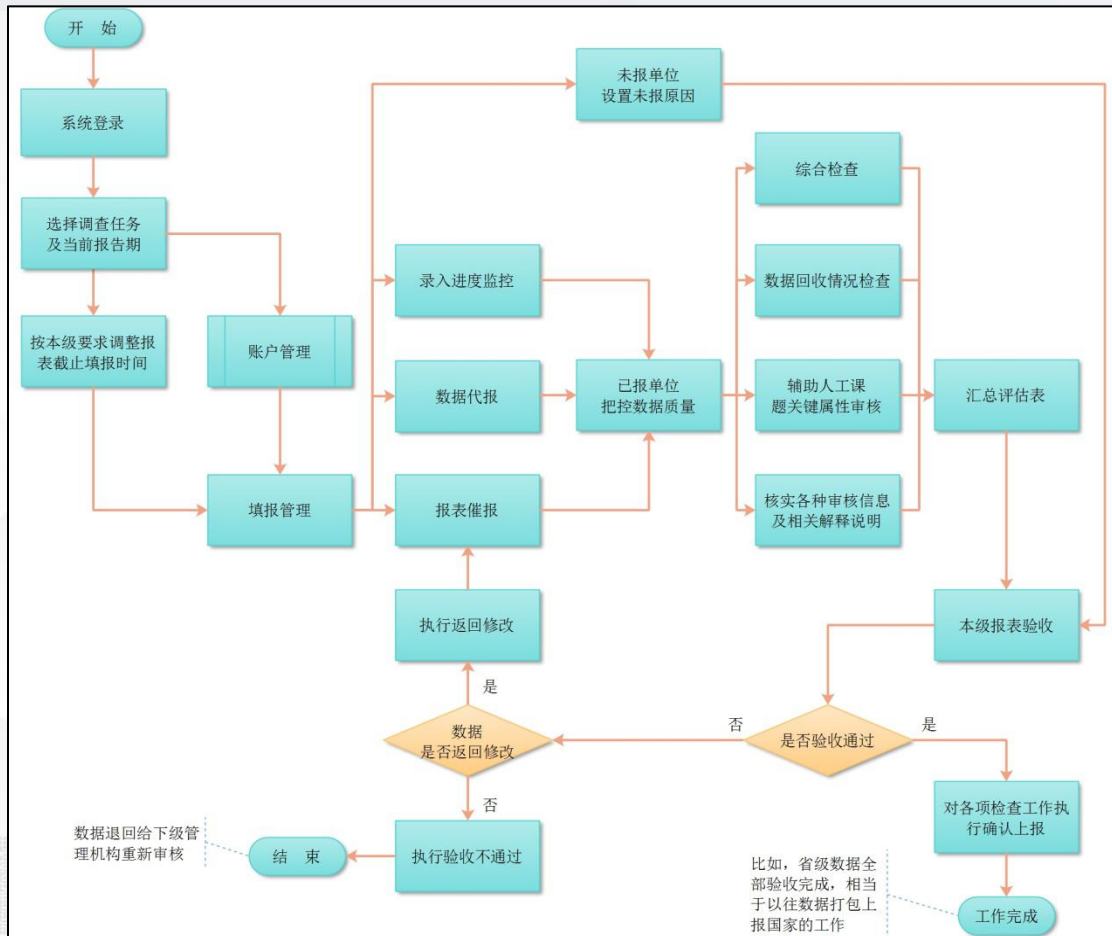 开 始
系统登录
选择调查任务
及当前报告期
按本级要求调整报
表截止填报时间
账户管理
填报管理
未报单位
设置未报原因
录入进度监控
数据代报
报表催报
已报单位
把控数据质量
综合检查
数据回收情况检查
辅助人工课
题关键属性审核
核实各种审核信息
及相关解释说明
汇总评估表
本级报表验收
是否验收通过
否
是
数据
是否返回修改
是
执行返回修改
否
执行验收不通过
结 束
数据退回给下级管
理机构重新审核
对各项检查工作执
行确认上报
工作完成
比如，省级数据全
部验收完成，相当
于以往数据打包上
报国家的工作